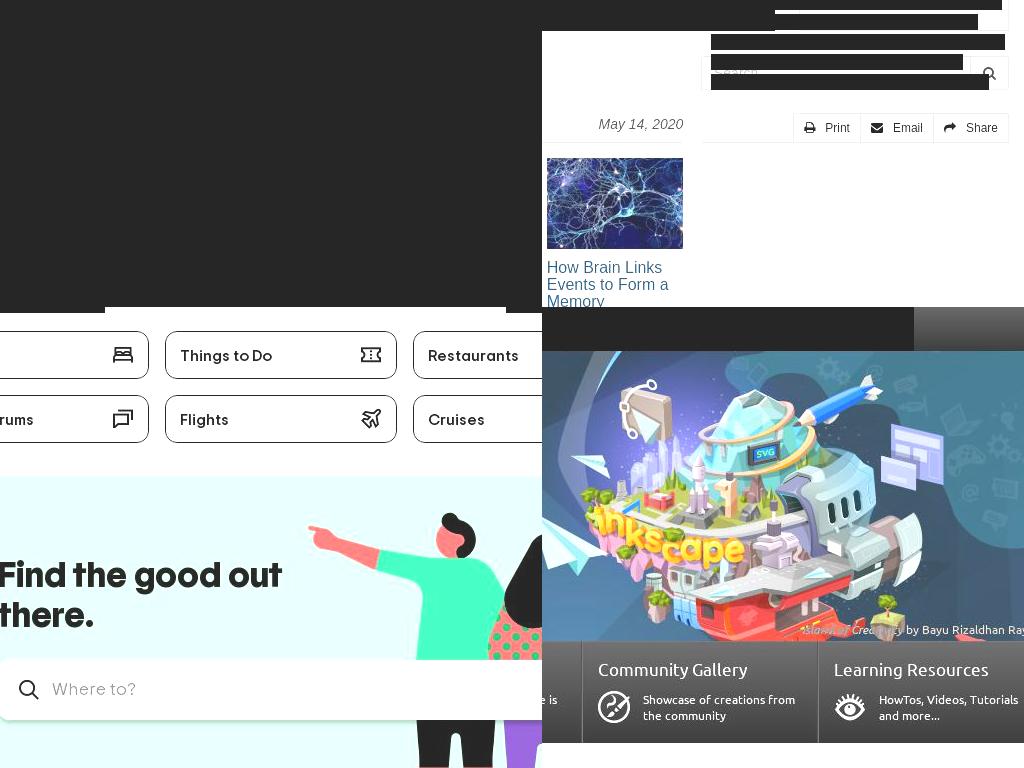 Search...
May 14, 2020
Print
Email
Share
How Brain Links
Events to Form a
Memory
Things to Do
Restaurants
rums
Flights
Cruises
Find the good out
there.
Where to?
SVG
inkscape
Island of Creativity by Bayu Rizaldhan Ray
e is
Community Gallery
Showcase of creations from
the community
Learning Resources
HowTos, Videos, Tutorials
and more...